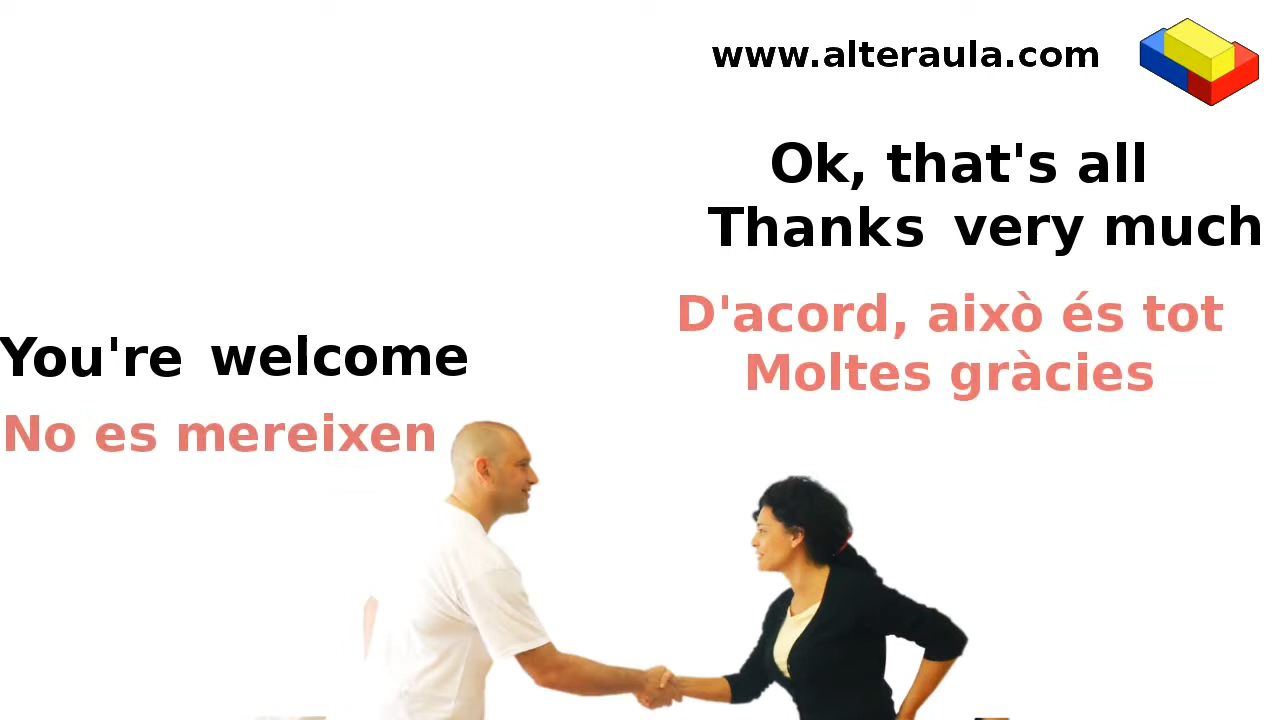 www.alteraula.com
Ok, that's all
Thanks very much
D'acord, això és tot
Moltes gràcies
You're welcome
No es mereixen